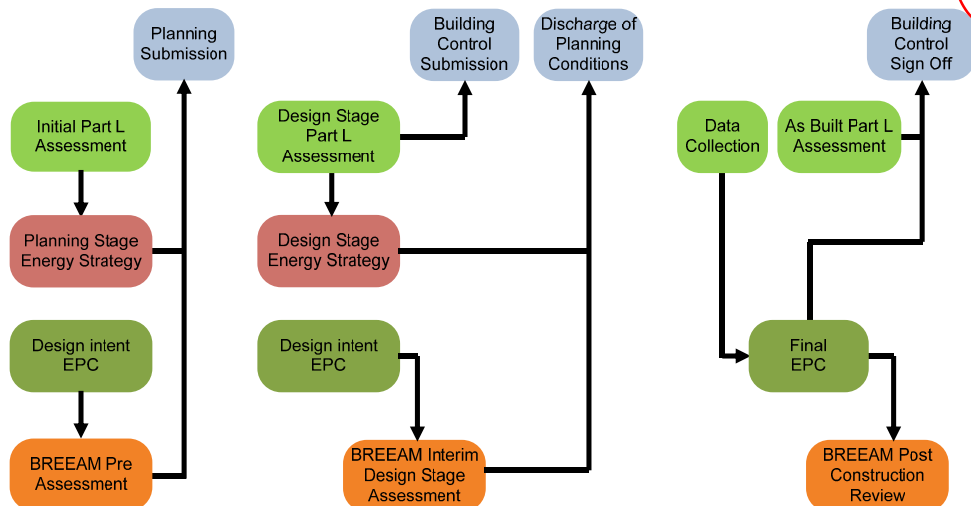 Planning
Submission
Building
Control
Submission
Discharge of
Planning
Conditions
Building
Control
Sign Off
Initial Part L
Assessment
Design Stage
Part L
Assessment
Data
Collection
As Built Part L
Assessment
Planning Stage
Energy Strategy
Design Stage
Energy Strategy
Design intent
EPC
Design intent
EPC
Final
EPC
BREEAM Pre
Assessment
BREEAM Interim
Design Stage
Assessment
BREEAM Post
Construction
Review